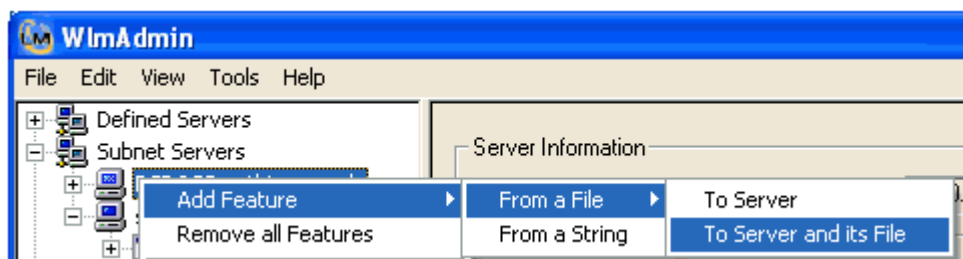 WlmAdmin
File Edit View Tools Help
Defined Servers
Subnet Servers
Server Information
Add Feature From a File To Server
Remove all Features From a String To Server and its File